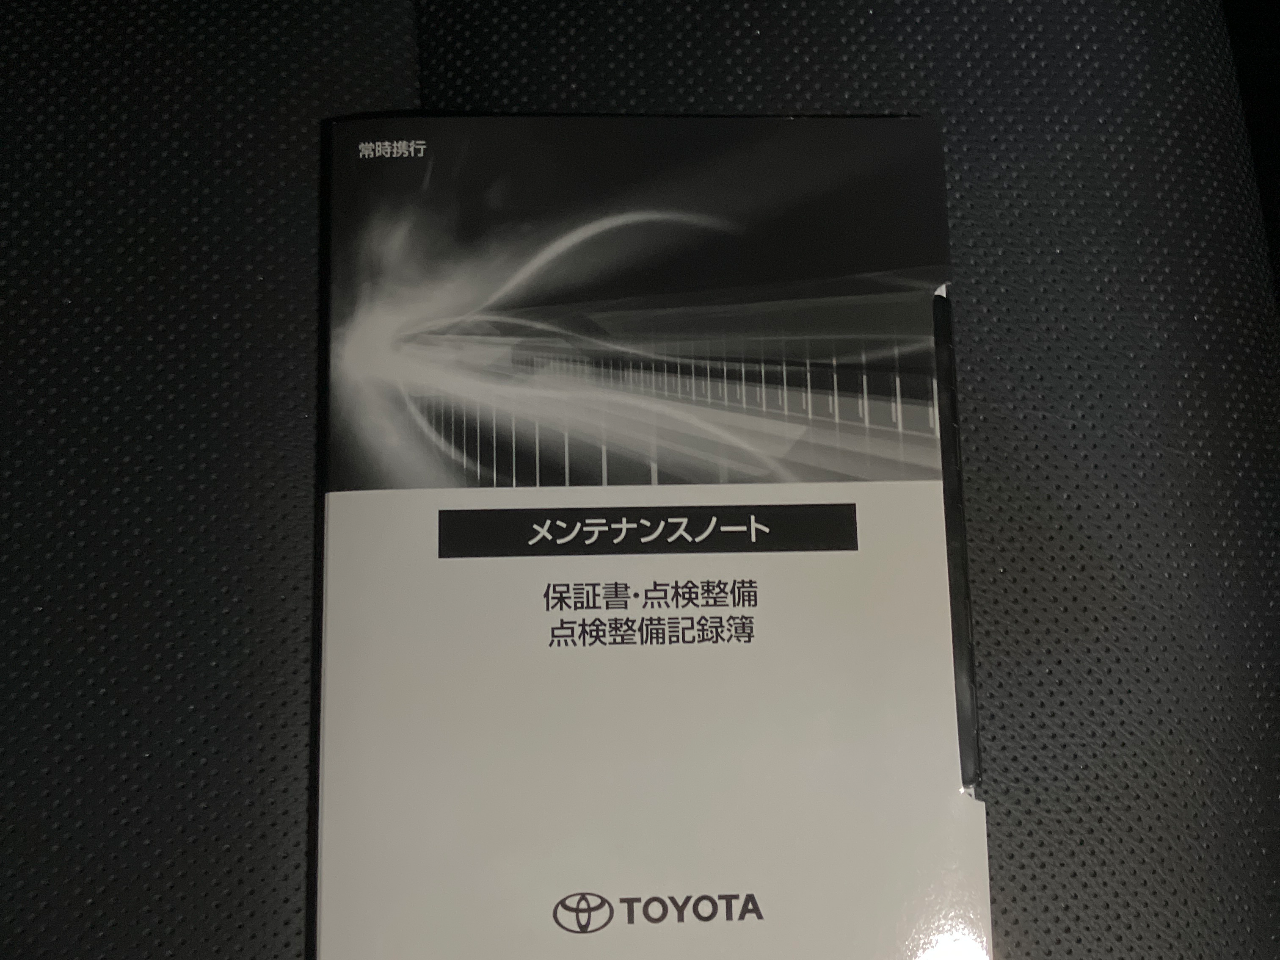 常時携行
メンテナンスノート
保証書・点検整備
点検整備記録簿
TOYOTA